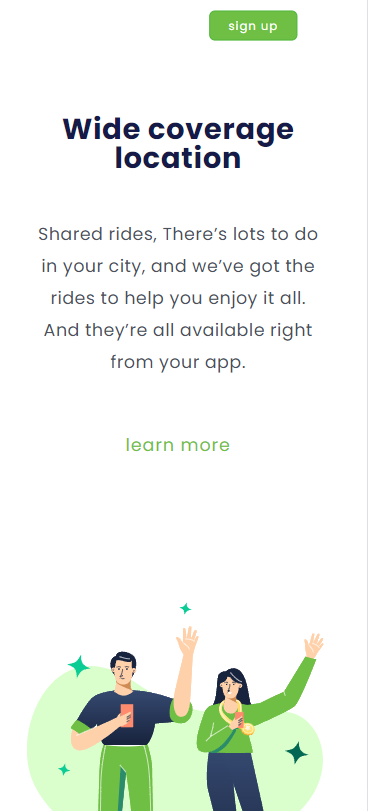 sign up
Wide coverage
location
Shared rides, There’s lots to do
in your city, and we’ve got the
rides to help you enjoy it all.
And they’re all available right
from your app.
learn more